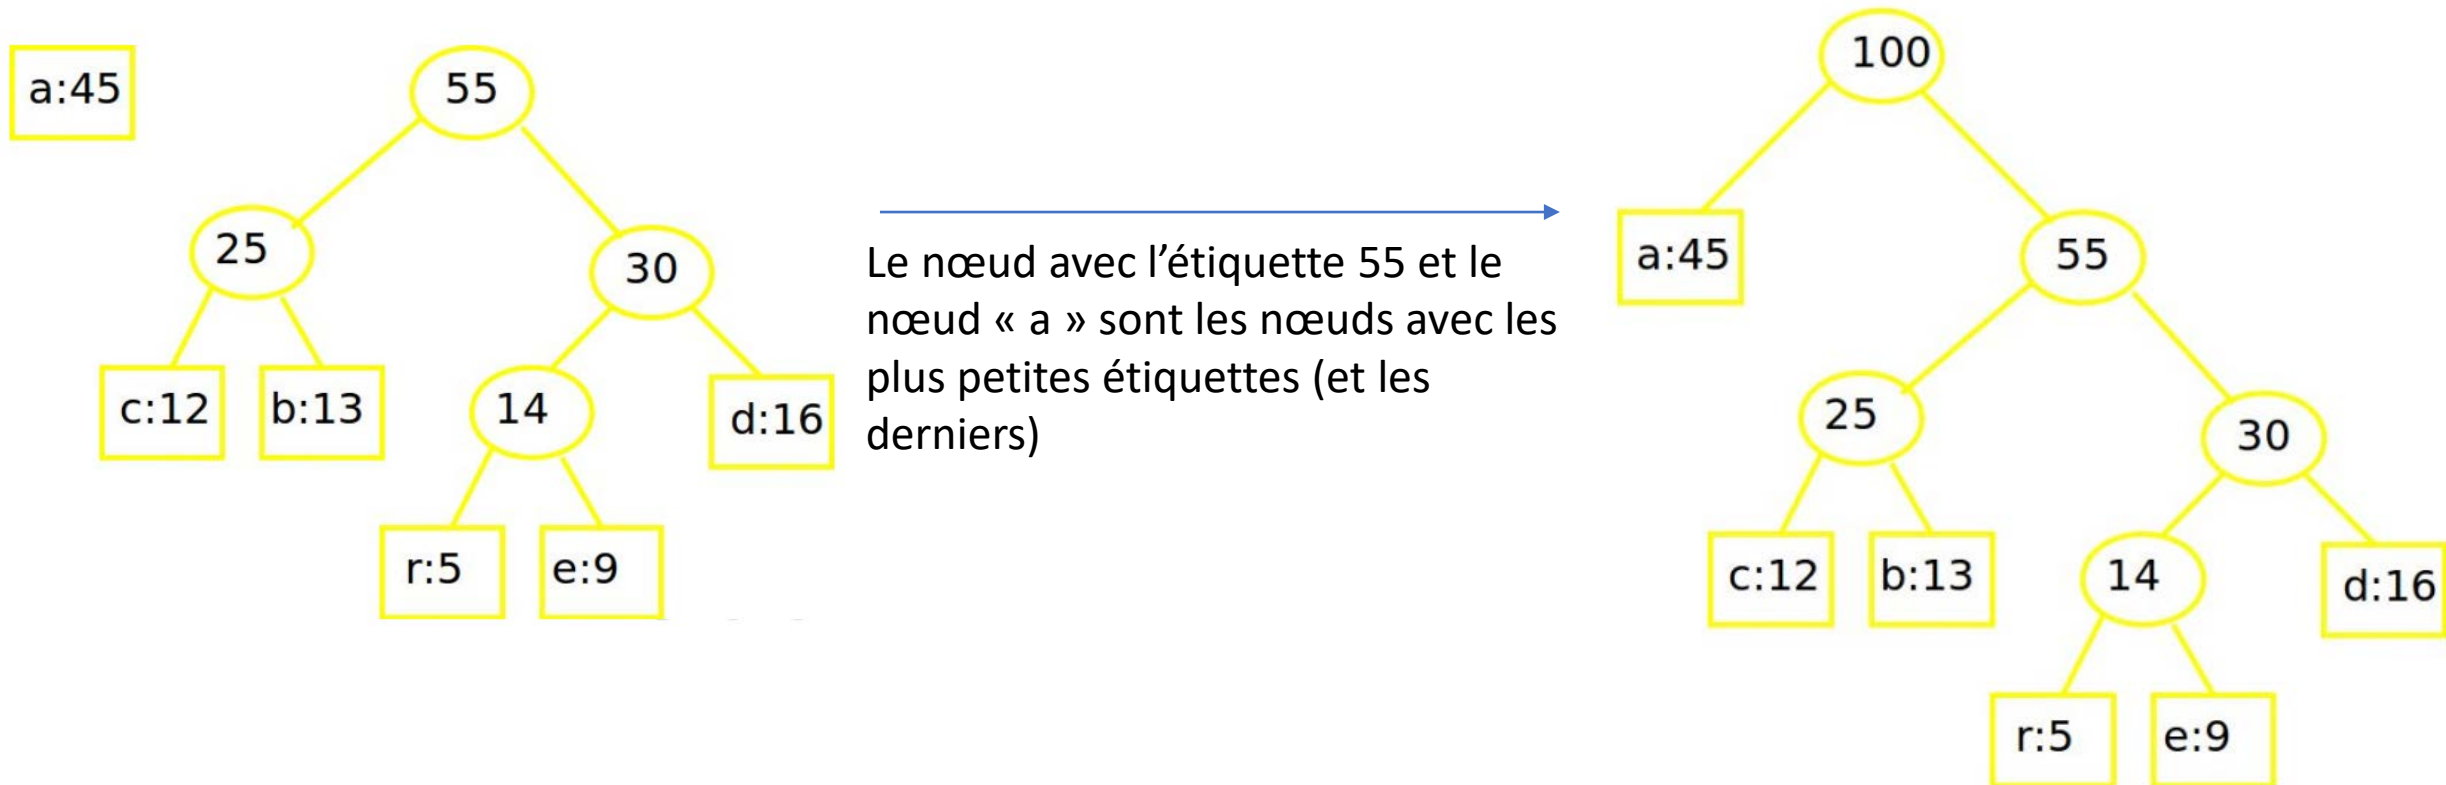 a:45
55
25
30
c:12
b:13
14
d:16
r:5
e:9
Le nœud avec l’étiquette 55 et le
nœud « a » sont les nœuds avec les
plus petites étiquettes (et les
derniers)
100
a:45
55
25
30
c:12
b:13
14
d:16
r:5
e:9